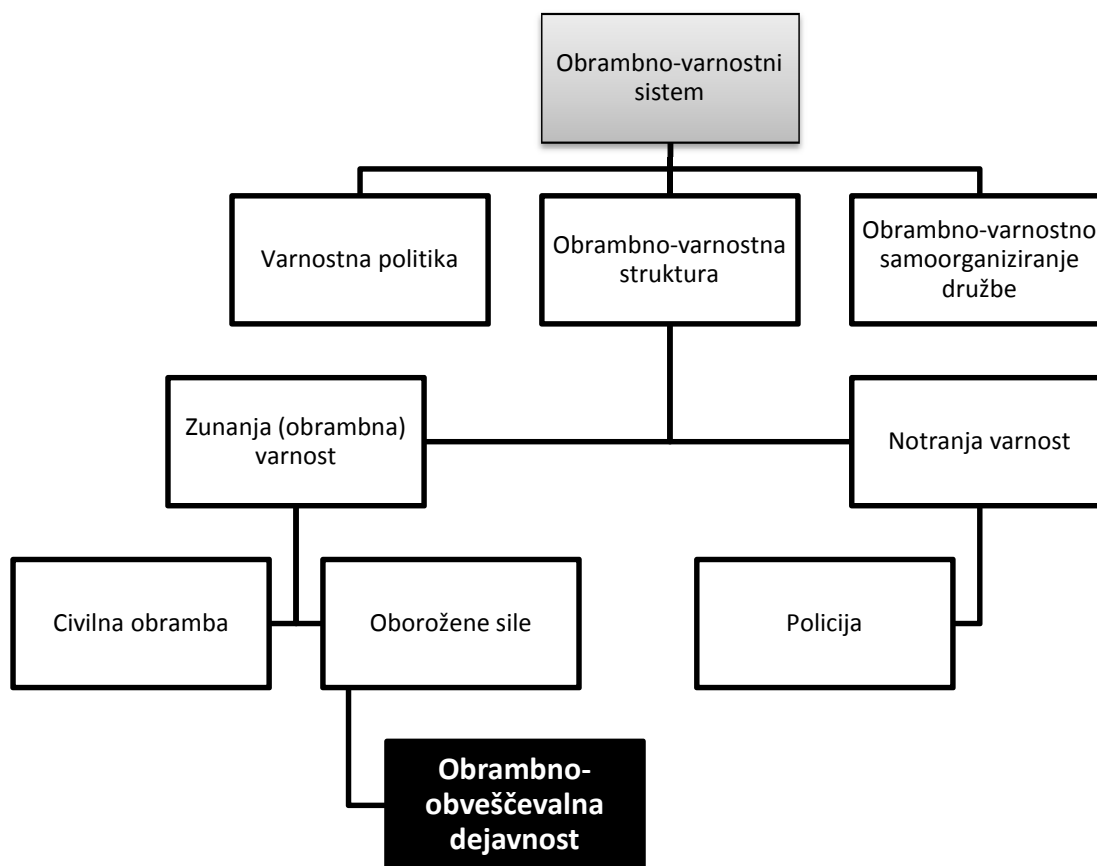 Obrambno-varnostni
sistem
Varnostna politika
Obrambno-varnostna
struktura
Obrambno-varnostno
samoorganiziranje
družbe
Zunanja (obrambna)
varnost
Notranja varnost
Civilna obramba
Oborožene sile
Policija
Obrambno-
obveščevalna
dejavnost